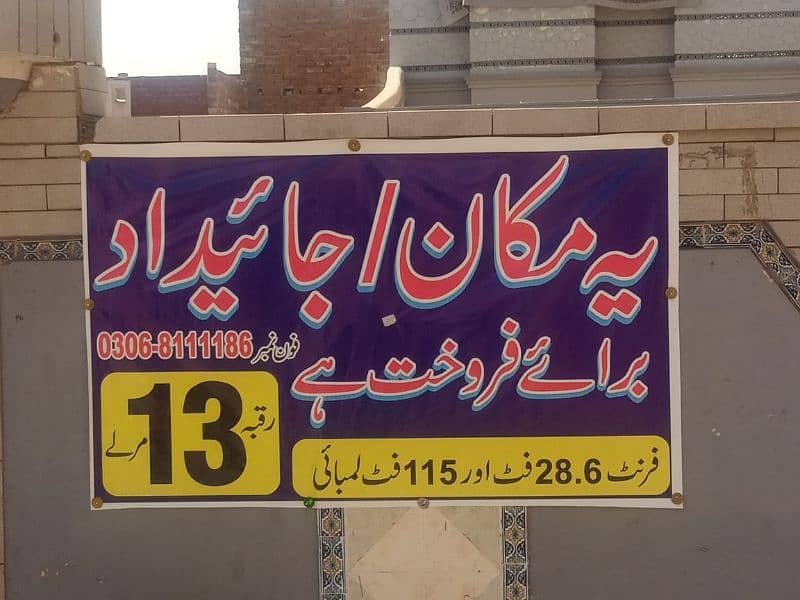 یہ مکان/جائیداد
برائے فروخت ہے
فون نمبر 0306-8111186
رقبہ 13 مرلے
فرنٹ 28.6 فٹ اور 115 فٹ لمبائی